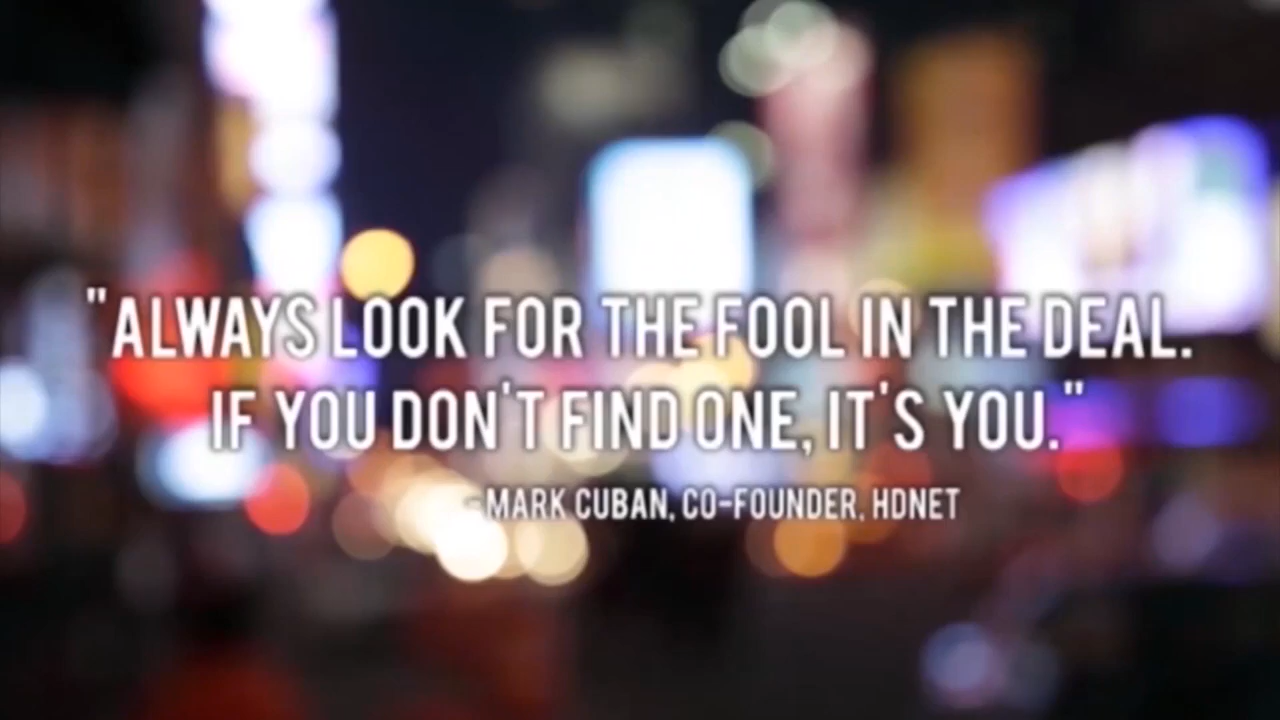 "ALWAYS LOOK FOR THE FOOL IN THE DEAL.
IF YOU DON'T FIND ONE, IT'S YOU."
- MARK CUBAN, CO-FOUNDER, HDNET